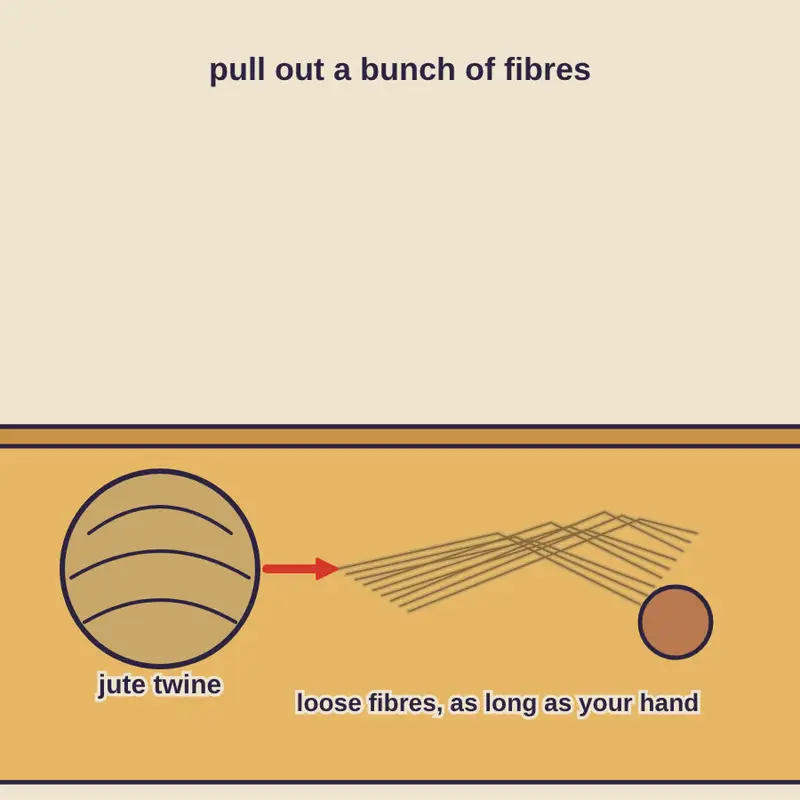 pull out a bunch of fibres
jute twine
loose fibres, as long as your hand